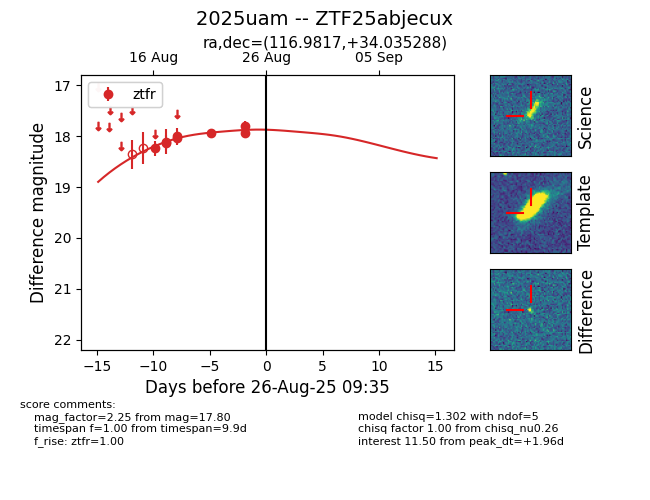 2025uam -- ZTF25abjecux
ra,dec=(116.9817,+34.035288)
16 Aug
26 Aug
05 Sep
ztfr
17
18
19
20
21
22
Difference magnitude
−15
−10
−5
0
5
10
15
Days before 26-Aug-25 09:35
Science
Template
Difference
score comments:
mag_factor=2.25 from mag=17.80
timespan f=1.00 from timespan=9.9d
f_rise: ztfr=1.00
model chisq=1.302 with ndof=5
chisq factor 1.00 from chisq_nu0.26
interest 11.50 from peak_dt=+1.96d